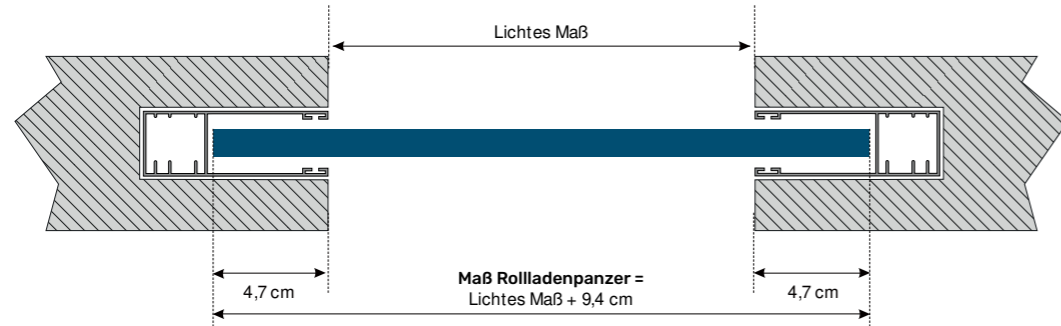 Lichtes Maß
4,7 cm
Maß Rollladenpanzer =
Lichtes Maß + 9,4 cm
4,7 cm